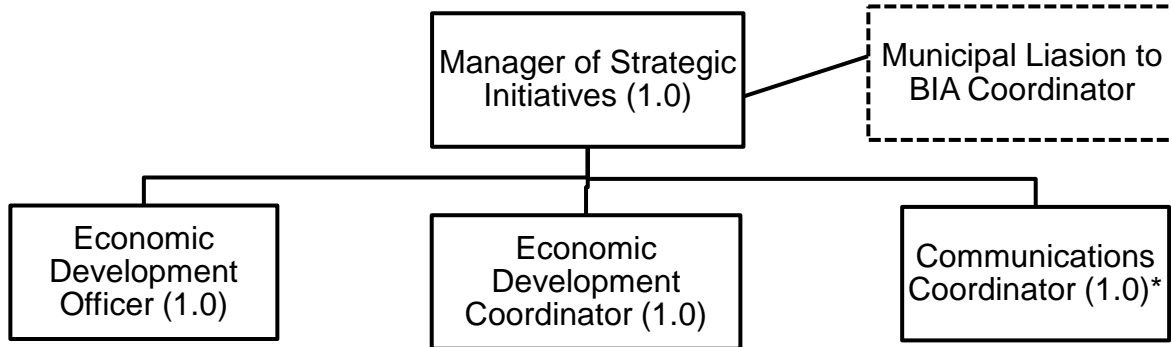 Manager of Strategic
Initiatives (1.0)
Municipal Liasion to
BIA Coordinator
Economic
Development
Officer (1.0)
Economic
Development
Coordinator (1.0)
Communications
Coordinator (1.0)*